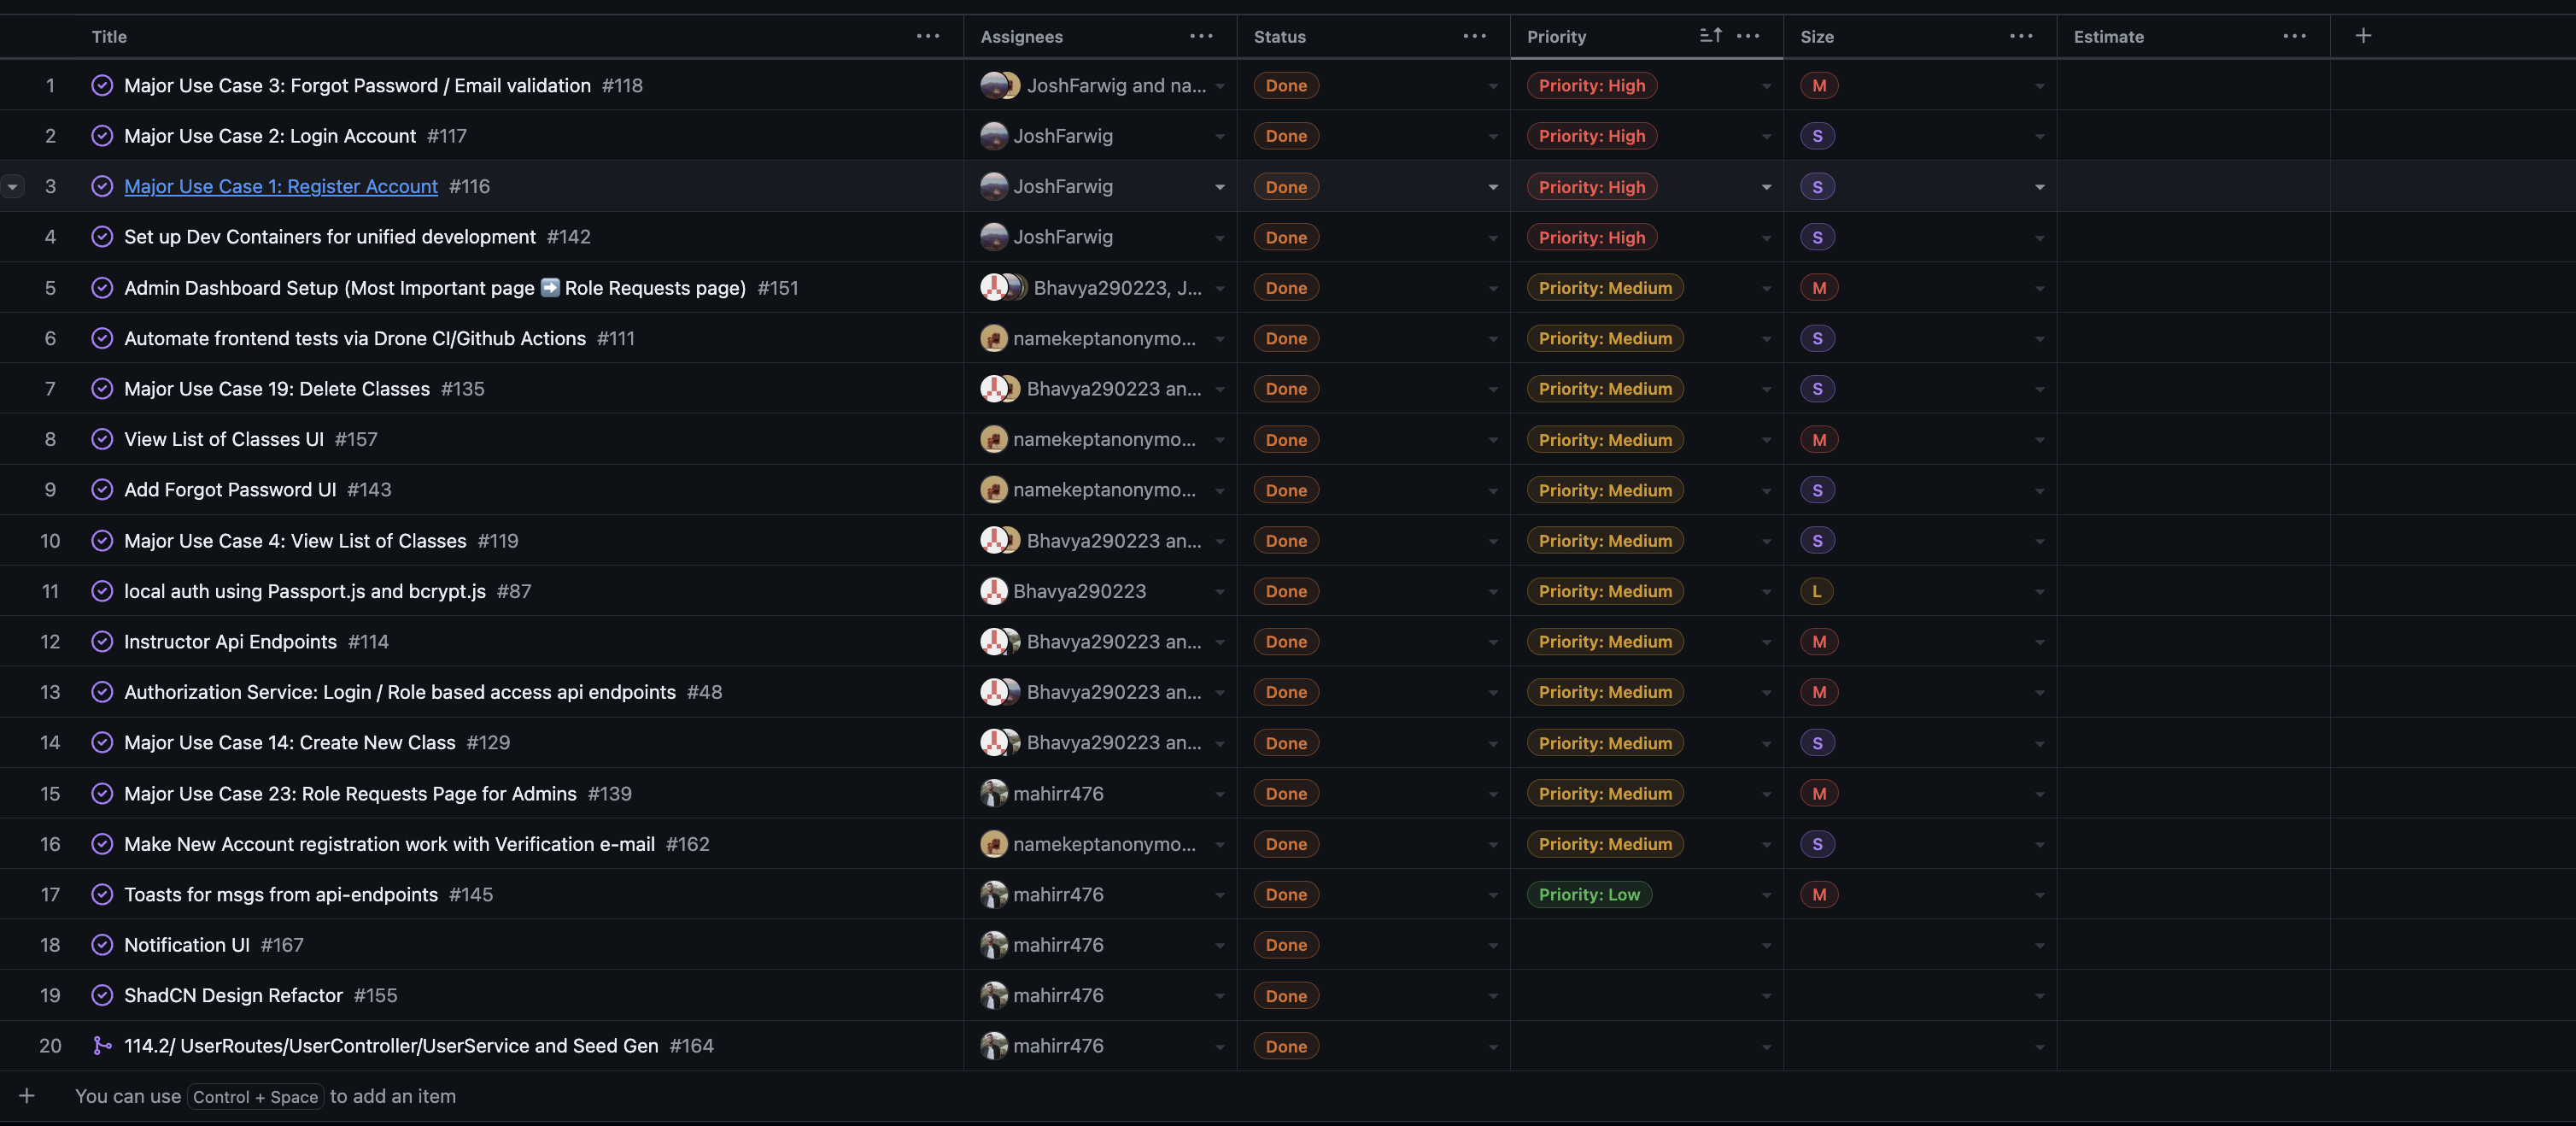 Title Assignees Status Priority Size Estimate
1 Major Use Case 3: Forgot Password / Email validation #118 JoshFarwig and na... Done Priority: High M
2 Major Use Case 2: Login Account #117 JoshFarwig Done Priority: High S
3 Major Use Case 1: Register Account #116 JoshFarwig Done Priority: High S
4 Set up Dev Containers for unified development #142 JoshFarwig Done Priority: High S
5 Admin Dashboard Setup (Most Important page ➡️ Role Requests page) #151 Bhavya290223, J... Done Priority: Medium M
6 Automate frontend tests via Drone CI/Github Actions #111 namekeptanonymo... Done Priority: Medium S
7 Major Use Case 19: Delete Classes #135 Bhavya290223 an... Done Priority: Medium S
8 View List of Classes UI #157 namekeptanonymo... Done Priority: Medium M
9 Add Forgot Password UI #143 namekeptanonymo... Done Priority: Medium S
10 Major Use Case 4: View List of Classes #119 Bhavya290223 an... Done Priority: Medium S
11 local auth using Passport.js and bcrypt.js #87 Bhavya290223 Done Priority: Medium L
12 Instructor Api Endpoints #114 Bhavya290223 an... Done Priority: Medium M
13 Authorization Service: Login / Role based access api endpoints #48 Bhavya290223 an... Done Priority: Medium M
14 Major Use Case 14: Create New Class #129 Bhavya290223 an... Done Priority: Medium S
15 Major Use Case 23: Role Requests Page for Admins #139 mahirr476 Done Priority: Medium M
16 Make New Account registration work with Verification e-mail #162 namekeptanonymo... Done Priority: Medium S
17 Toasts for msgs from api-endpoints #145 mahirr476 Done Priority: Low M
18 Notification UI #167 mahirr476 Done
19 ShadCN Design Refactor #155 mahirr476 Done
20 114.2/ UserRoutes/UserController/UserService and Seed Gen #164 mahirr476 Done
You can use Control + Space to add an item